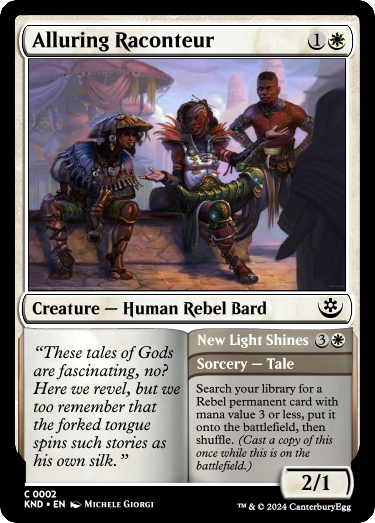 Alluring Raconteur 1
Creature — Human Rebel Bard
“These tales of Gods
are fascinating, no?
Here we revel, but we
too remember that
the forked tongue
spins such stories as
his own silk.”
New Light Shines 3
Sorcery — Tale
Search your library for a
Rebel permanent card with
mana value 3 or less, put it
onto the battlefield, then
shuffle. (Cast a copy of this
once while this is on the
battlefield.)
2/1
C 0002
KND • EN Michele Giorgi
™ & © 2024 CanterburyEgg